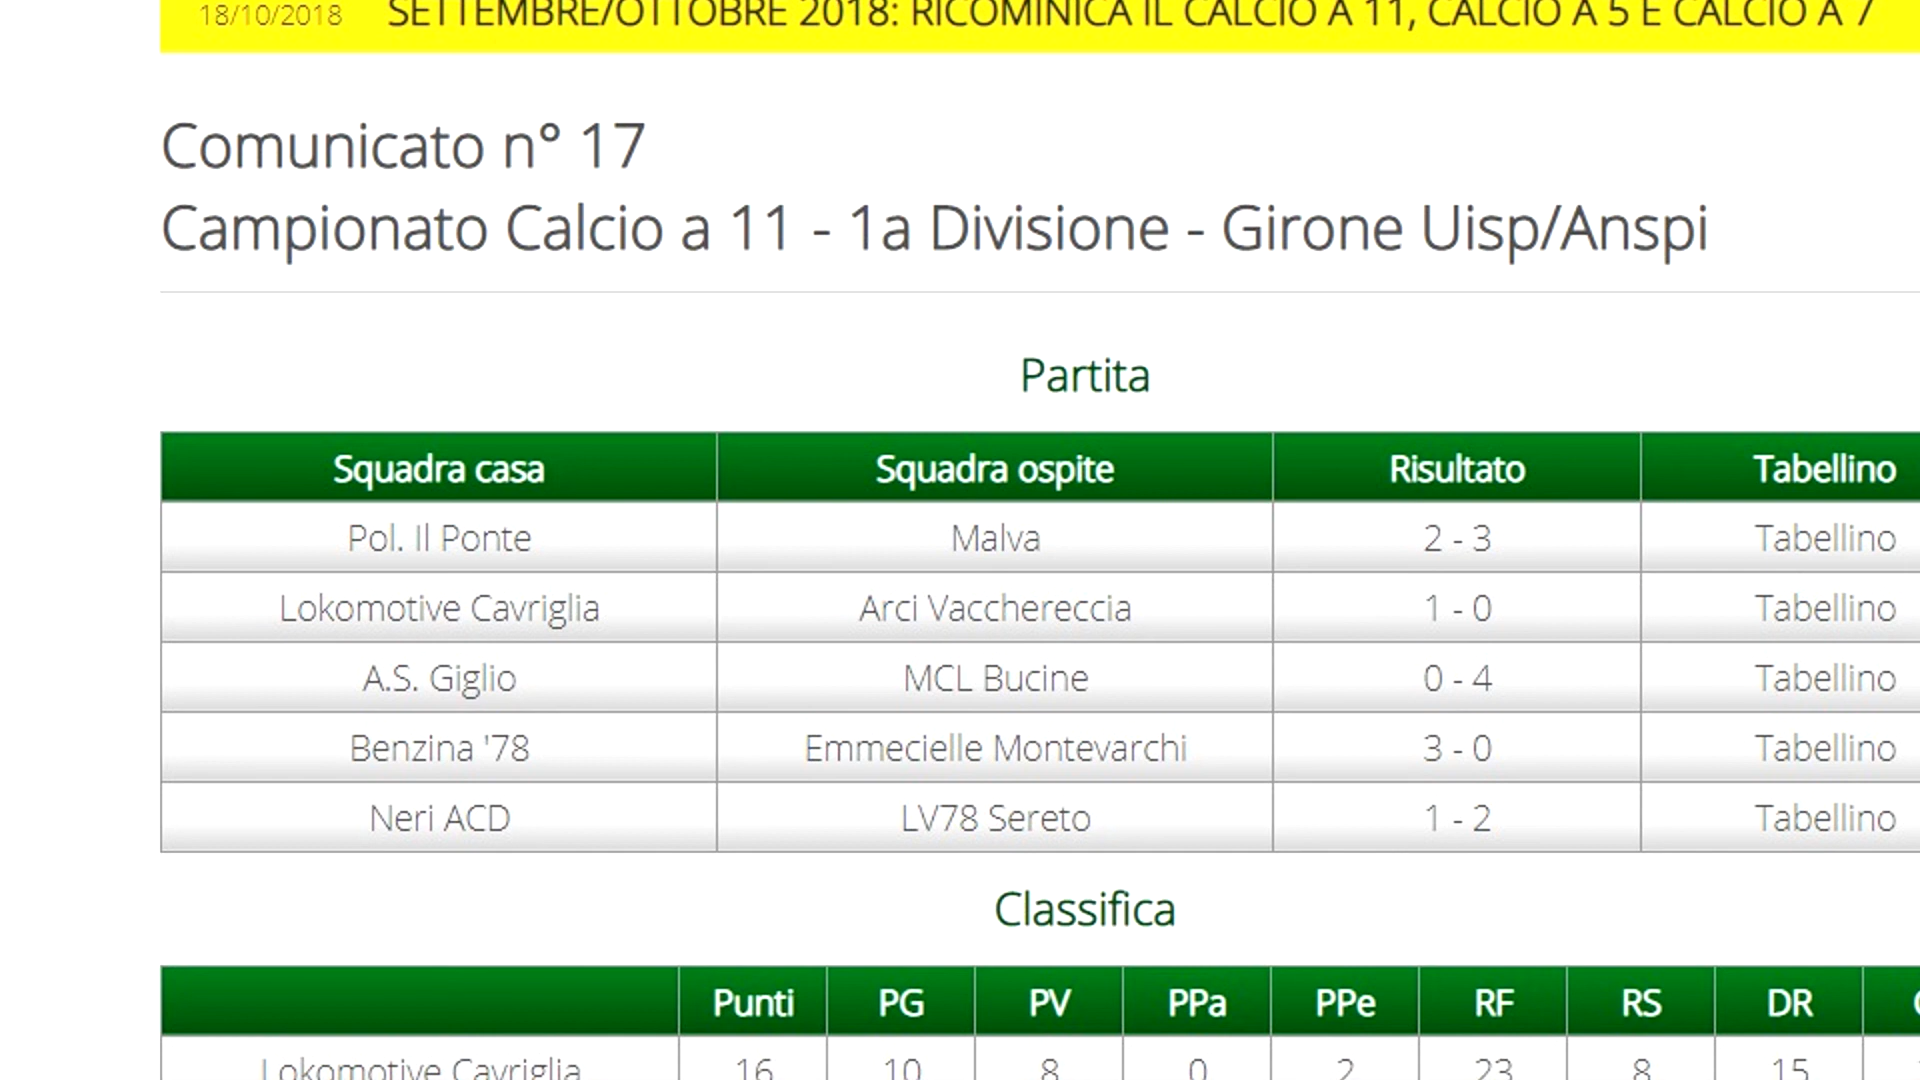 18/10/2018 SETTEMBRE/OTTOBRE 2018: RICOMINICA IL CALCIO A 11, CALCIO A 5 E CALCIO A 7
Comunicato n° 17
Campionato Calcio a 11 - 1a Divisione - Girone Uisp/Anspi
Partita
Squadra casa Squadra ospite Risultato Tabellino
Pol. Il Ponte Malva 2 - 3 Tabellino
Lokomotive Cavriglia Arci Vacchereccia 1 - 0 Tabellino
A.S. Giglio MCL Bucine 0 - 4 Tabellino
Benzina '78 Emmecielle Montevarchi 3 - 0 Tabellino
Neri ACD LV78 Sereto 1 - 2 Tabellino
Classifica
Punti PG PV PPa PPe RF RS DR
Lokomotive Cavriglia 16 10 8 0 2 23 8 15